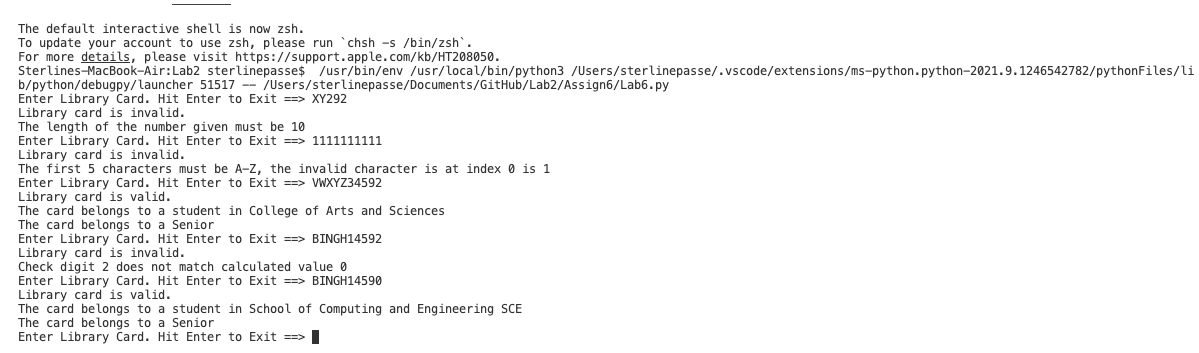 The default interactive shell is now zsh.
To update your account to use zsh, please run `chsh -s /bin/zsh`.
For more details, please visit https://support.apple.com/kb/HT208050.
Sterlines-MacBook-Air:Lab2 sterlinepasse$  /usr/bin/env /usr/local/bin/python3 /Users/sterlinepasse/.vscode/extensions/ms-python.python-2021.9.1246542782/pythonFiles/li
b/python/debugpy/launcher 51517 -- /Users/sterlinepasse/Documents/GitHub/Lab2/Assign6/Lab6.py
Enter Library Card. Hit Enter to Exit ==> XY292
Library card is invalid.
The length of the number given must be 10
Enter Library Card. Hit Enter to Exit ==> 1111111111
Library card is invalid.
The first 5 characters must be A-Z, the invalid character is at index 0 is 1
Enter Library Card. Hit Enter to Exit ==> VWXYZ34592
Library card is valid.
The card belongs to a student in College of Arts and Sciences
The card belongs to a Senior
Enter Library Card. Hit Enter to Exit ==> BINGH14592
Library card is invalid.
Check digit 2 does not match calculated value 0
Enter Library Card. Hit Enter to Exit ==> BINGH14590
Library card is valid.
The card belongs to a student in School of Computing and Engineering SCE
The card belongs to a Senior
Enter Library Card. Hit Enter to Exit ==>